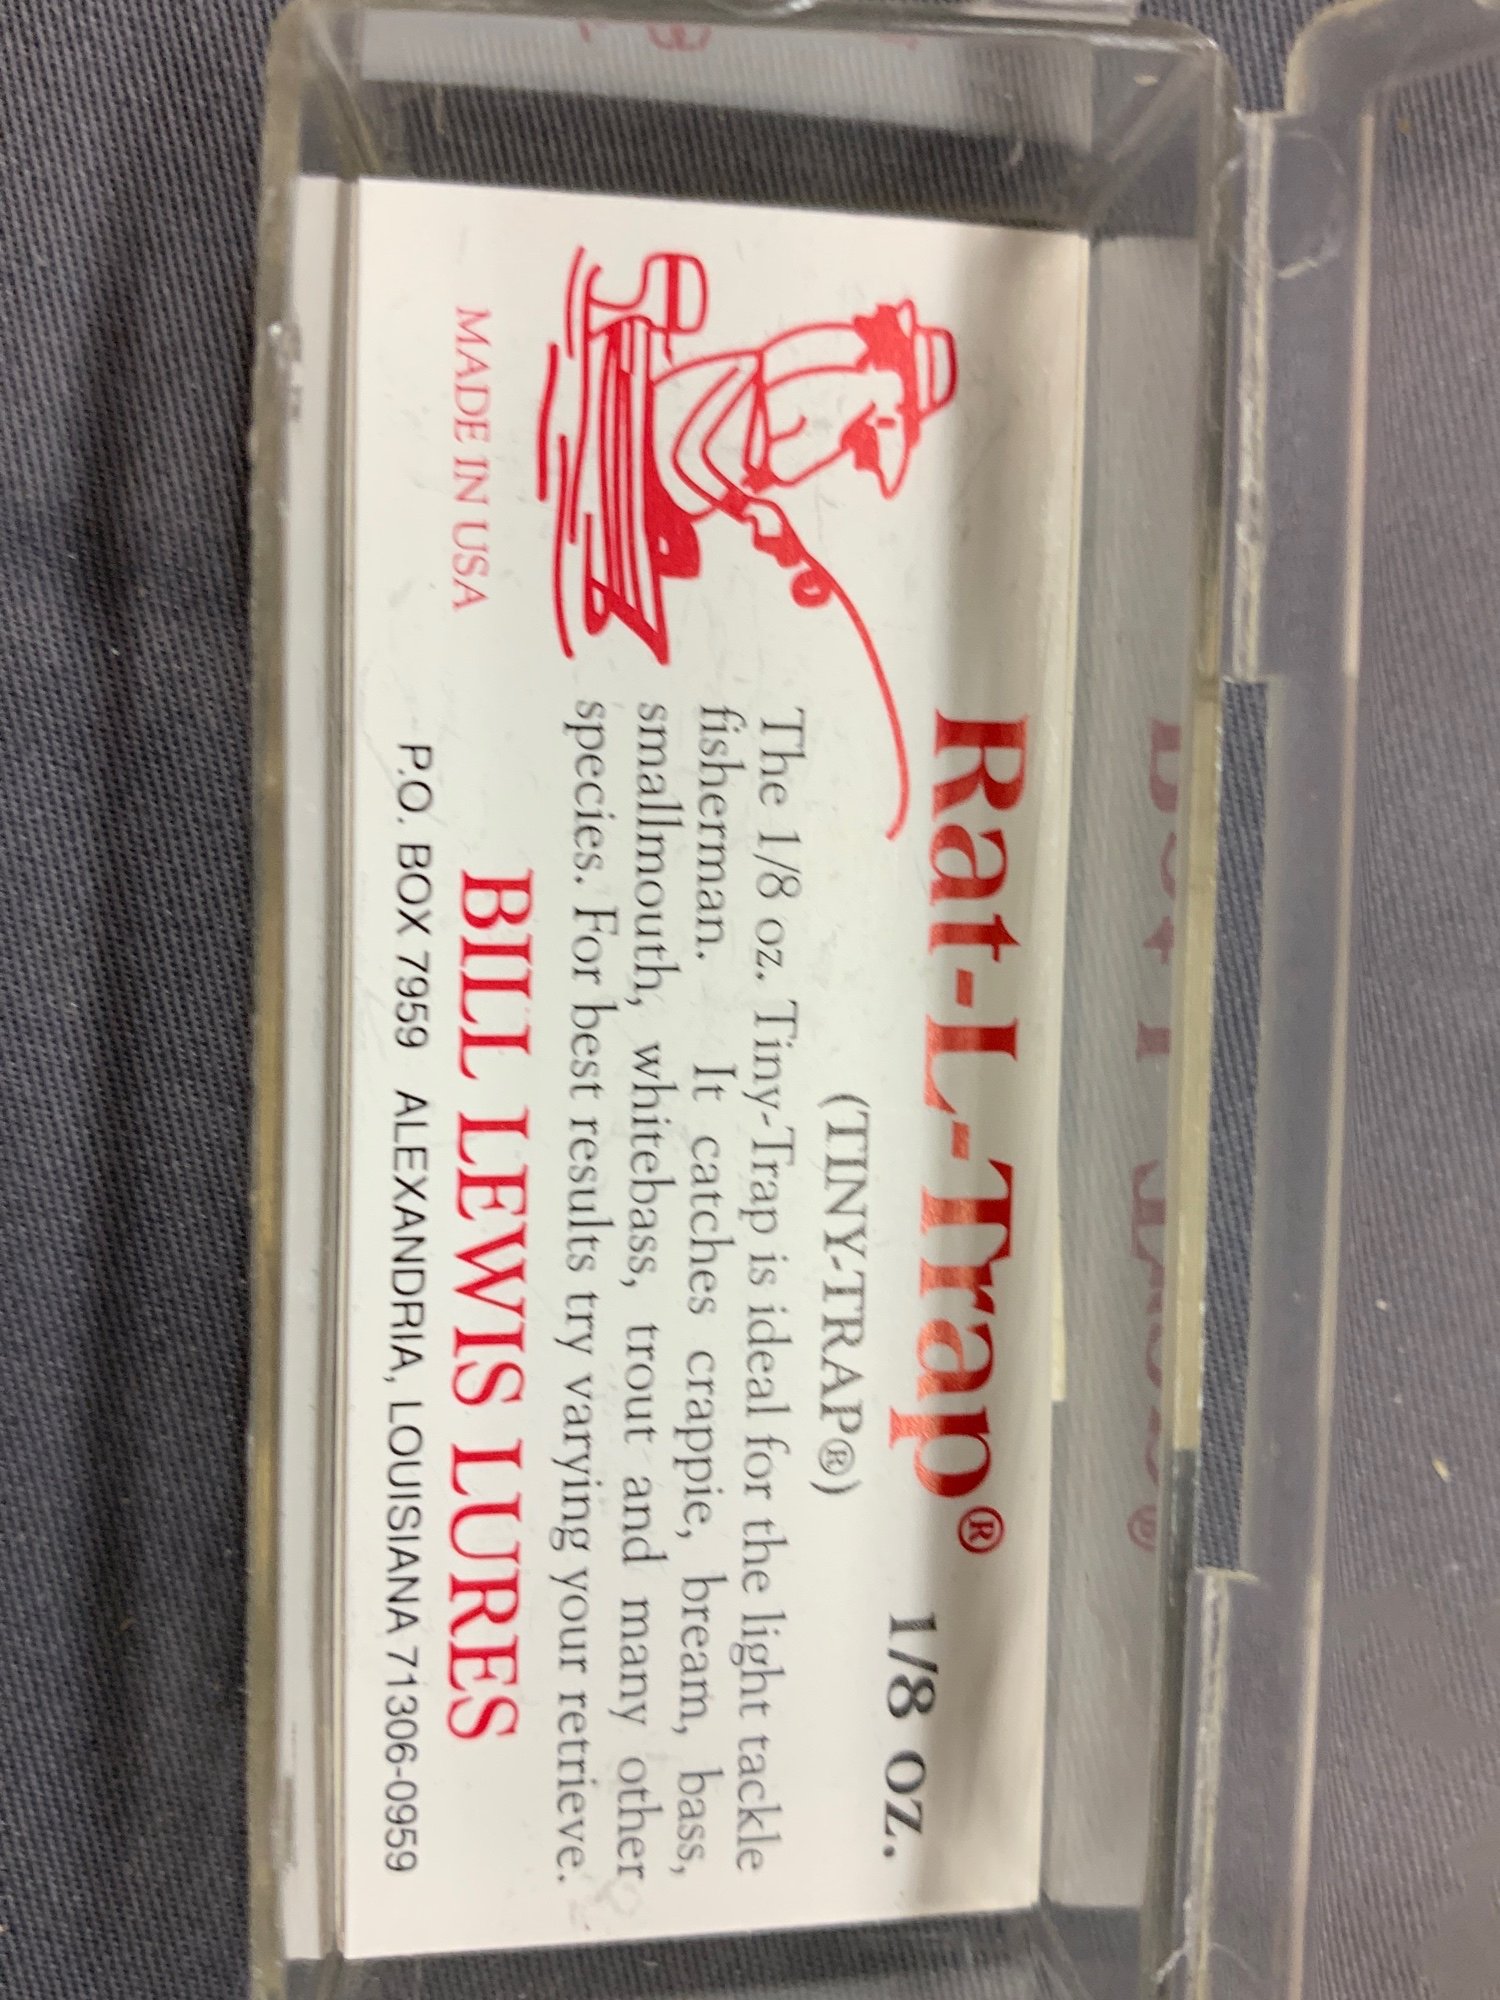 Rat-L-Trap® 1/8 oz.
(TINY-TRAP®)
The 1/8 oz. Tiny-Trap is ideal for the light tackle
fisherman. It catches crappie, bream, bass,
smallmouth, whitebass, trout and many other
species. For best results try varying your retrieve.
MADE IN USA
BILL LEWIS LURES
P.O. BOX 7959 ALEXANDRIA, LOUISIANA 71306-0959